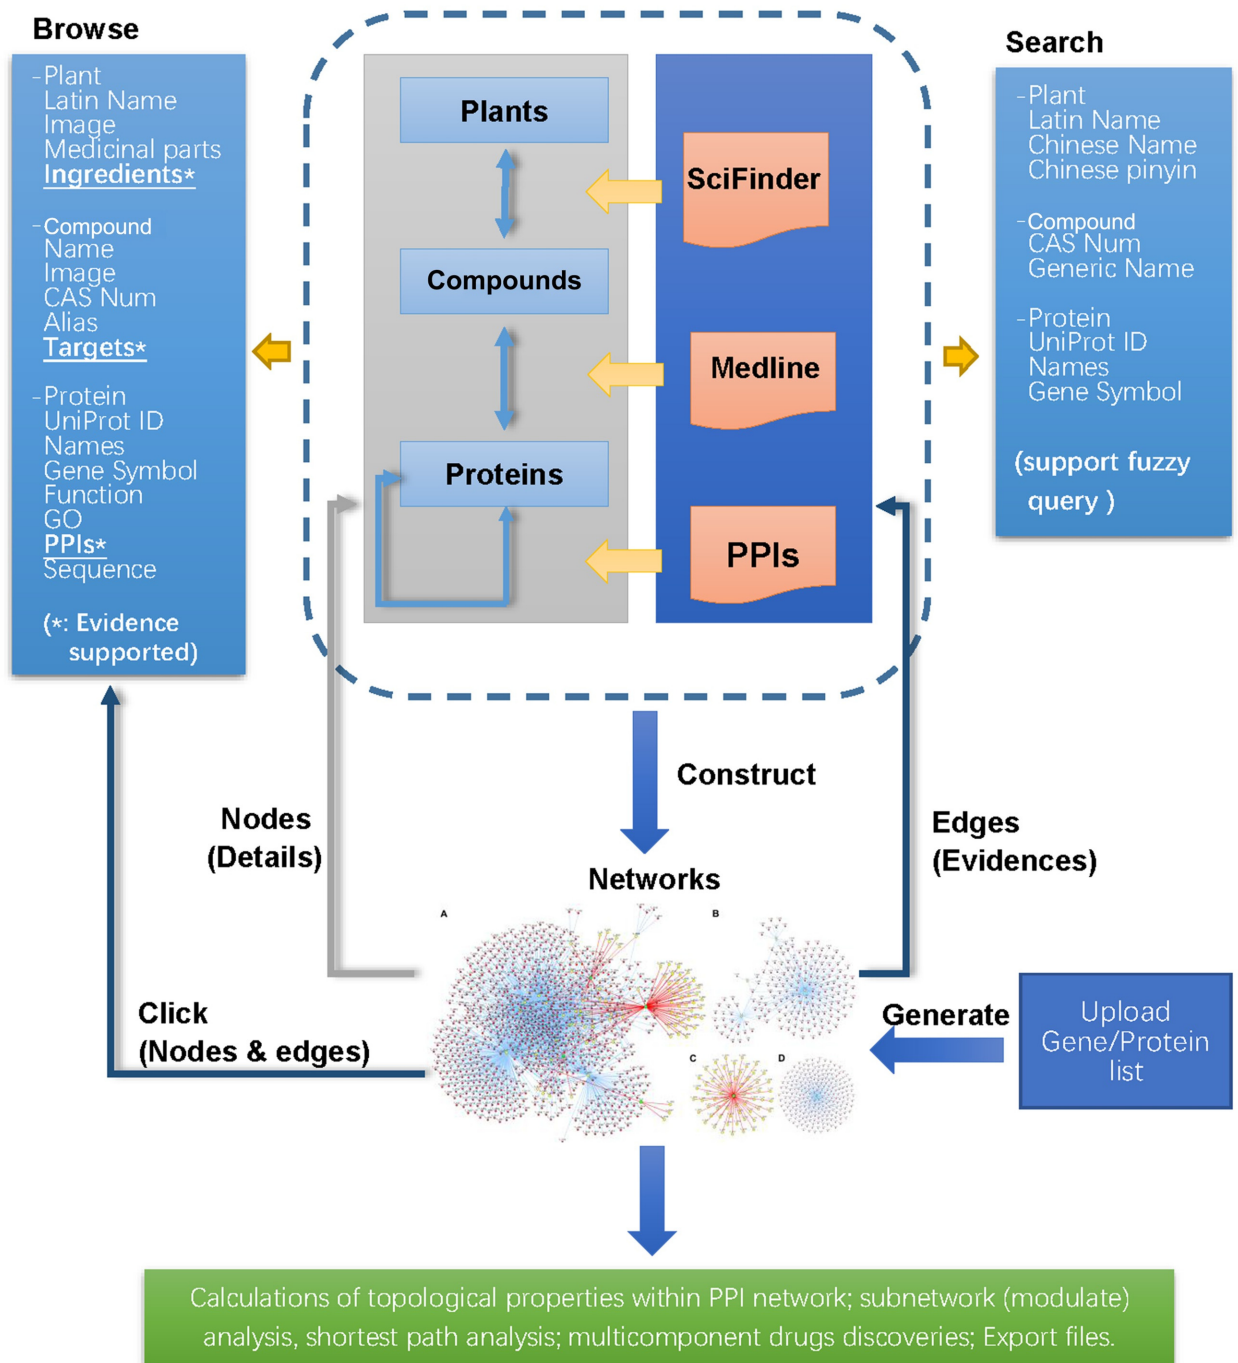 Browse
-Plant
Latin Name
Image
Medicinal parts
Ingredients*
-Compound
Name
Image
CAS Num
Alias
Targets*
-Protein
UniProt ID
Names
Gene Symbol
Function
GO
PPIs*
Sequence
(*: Evidence
supported)
Plants
Compounds
Proteins
SciFinder
Medline
PPIs
Search
-Plant
Latin Name
Chinese Name
Chinese pinyin
-Compound
CAS Num
Generic Name
-Protein
UniProt ID
Names
Gene Symbol
(support fuzzy
query )
Construct
Nodes
(Details)
Edges
(Evidences)
Networks
A
B
C
D
Click
(Nodes & edges)
Generate
Upload
Gene/Protein
list
Calculations of topological properties within PPI network; subnetwork (modulate)
analysis, shortest path analysis; multicomponent drugs discoveries; Export files.